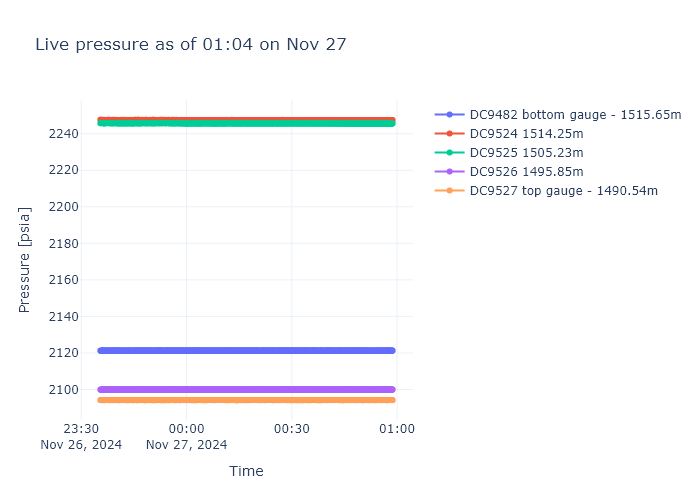 Live pressure as of 01:04 on Nov 27
DC9482 bottom gauge - 1515.65m
DC9524 1514.25m
DC9525 1505.23m
DC9526 1495.85m
DC9527 top gauge - 1490.54m
Pressure [psia]
2240
2220
2200
2180
2160
2140
2120
2100
23:30
Nov 26, 2024
00:00
Nov 27, 2024
00:30
01:00
Time